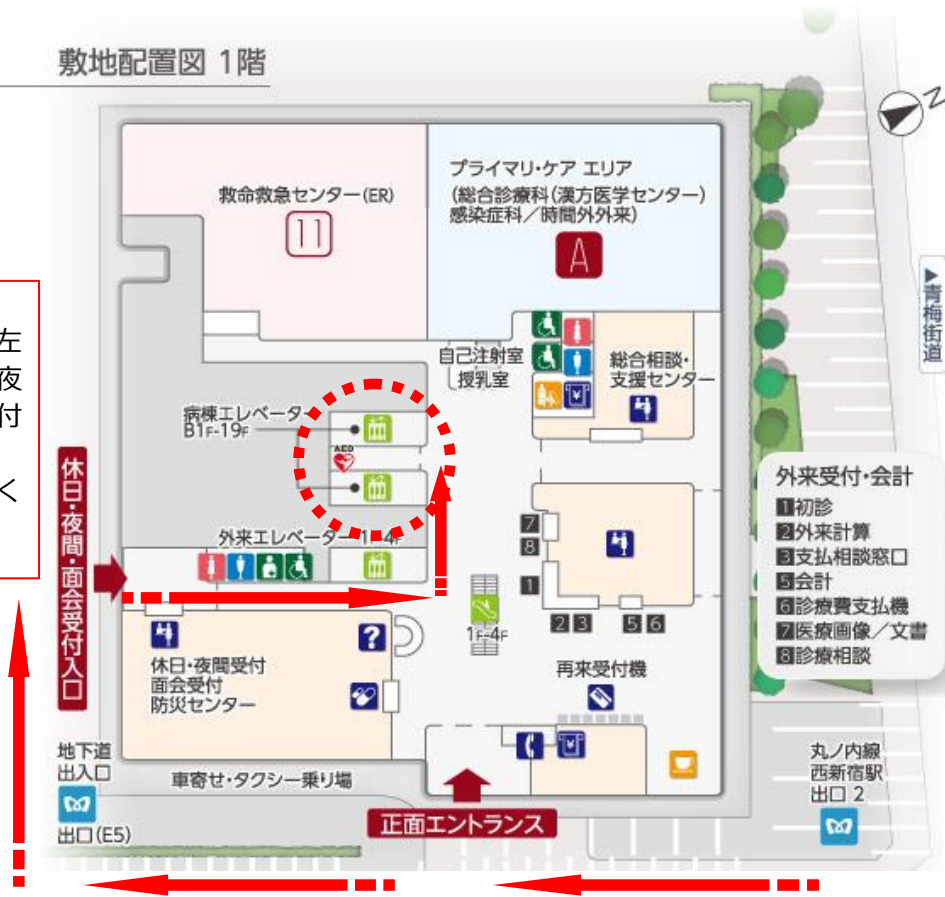 敷地配置図 1階
N
救命救急センター(ER)
11
プライマリ・ケア エリア
(総合診療科(漢方医学センター)
感染症科／時間外外来)
A
▶青梅街道
左
夜
付
く
自己注射室
授乳室
総合相談・
支援センター
病棟エレベーター
B1F-19F
AED
外来エレベーター 1F-4F
休日・夜間・面会受付入口
7
8
1
2 3 5 6
1F-4F
外来受付・会計
1初診
2外来計算
3支払相談窓口
5会計
6診療費支払機
7医療画像／文書
8診療相談
?
休日・夜間受付
面会受付
防災センター
再来受付機
地下道
出入口
出口(E5)
車寄せ・タクシー乗り場
正面エントランス
丸ノ内線
西新宿駅
出口 2